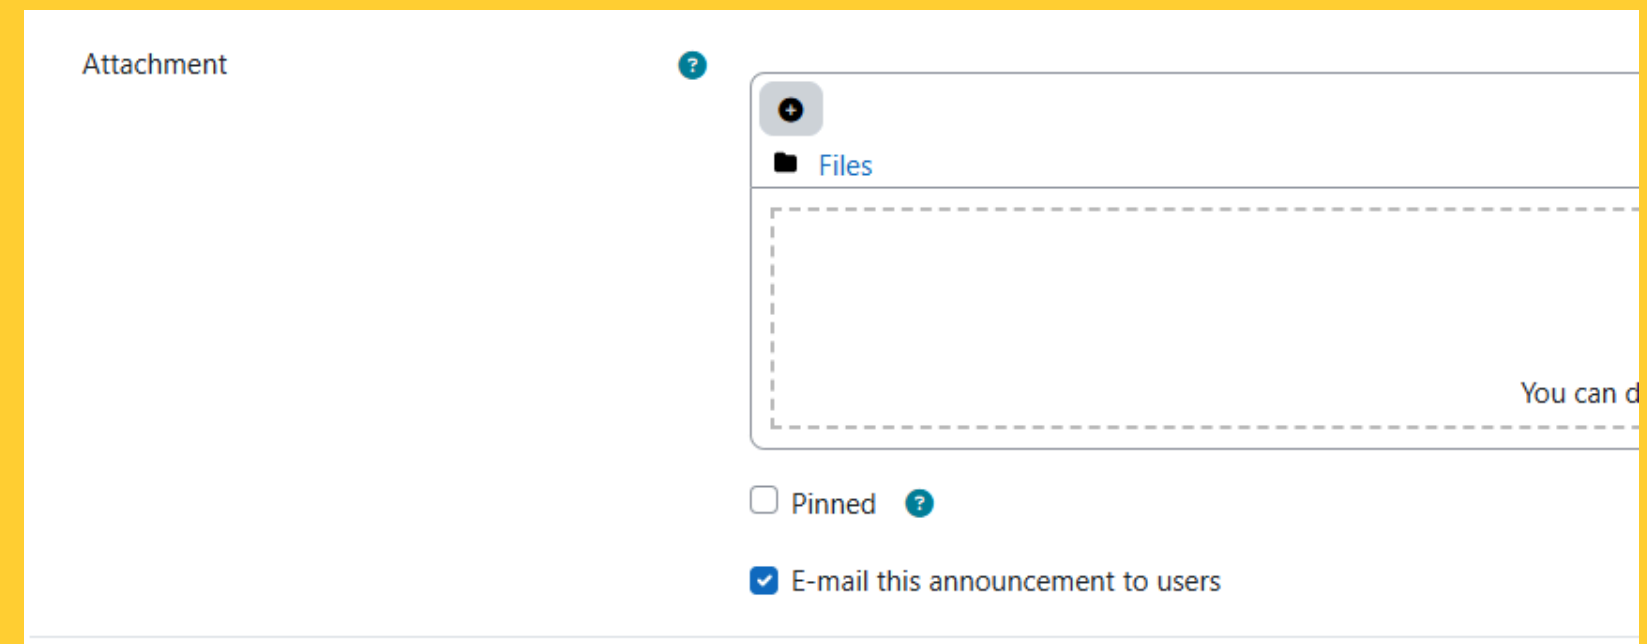 Attachment
Files
You can d
Pinned
E-mail this announcement to users